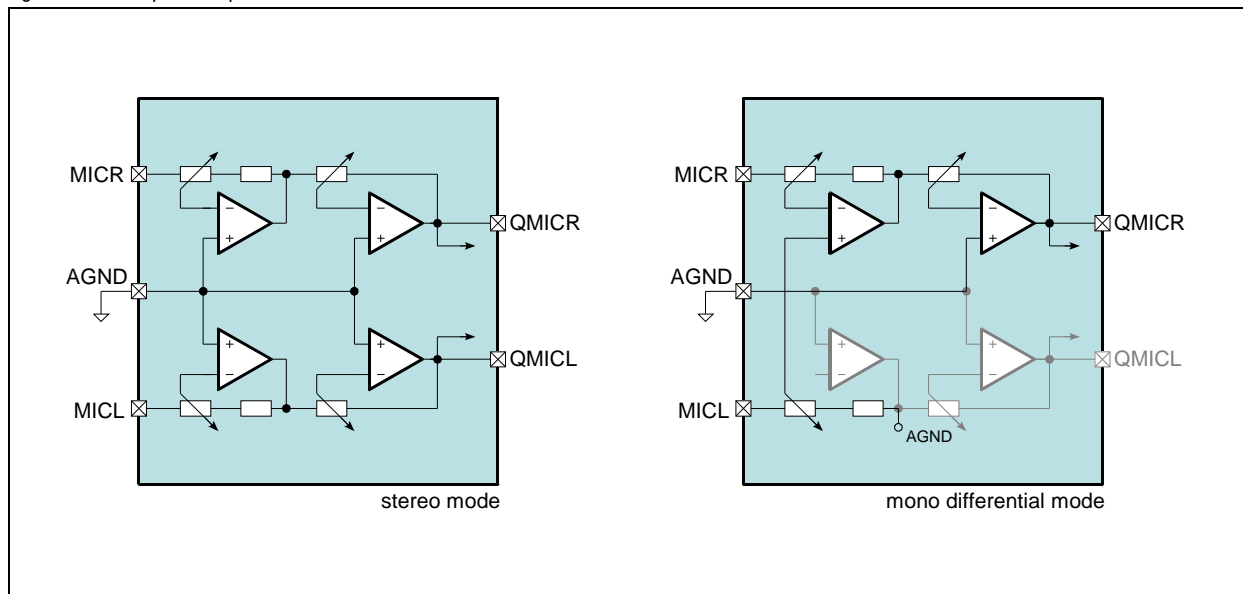 MICR
AGND
MICL
QMICR
QMICL
−
+
−
+
+
−
+
−
stereo mode
MICR
AGND
MICL
QMICR
QMICL
AGND
−
+
−
+
+
−
+
−
mono differential mode